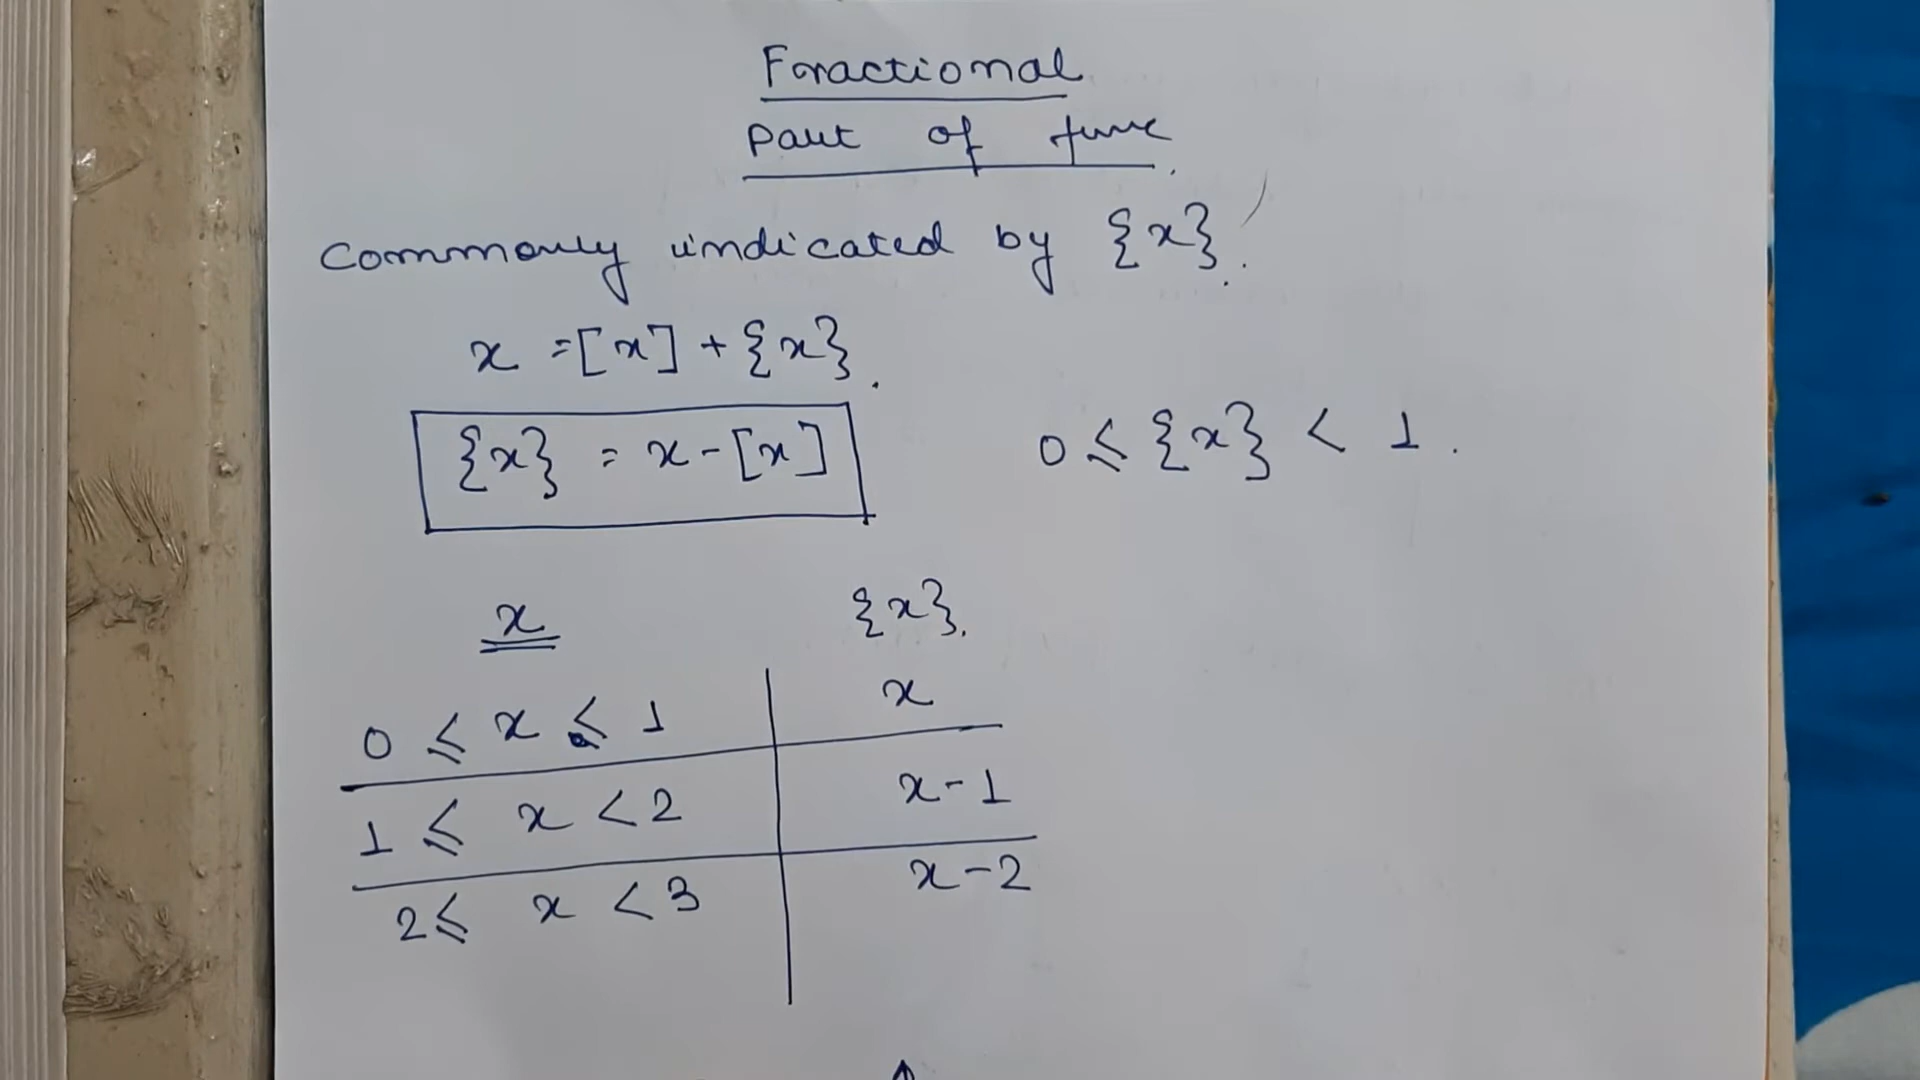 Fractional
Part of func.
Commonly indicated by {x}.
x = [x] + {x}.
{x} = x - [x]
0 ⩽ {x} < 1.
x {x}.
0 ⩽ x ⩽ 1 x
1 ⩽ x < 2 x - 1
2 ⩽ x < 3 x - 2